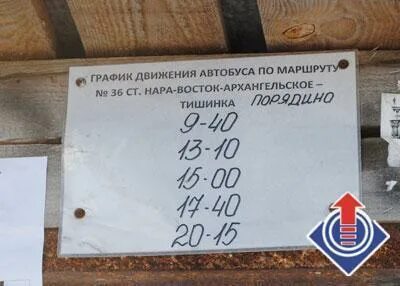 ГРАФИК ДВИЖЕНИЯ АВТОБУСА ПО МАРШРУТУ
№ 36 СТ. НАРА-ВОСТОК-АРХАНГЕЛЬСКОЕ –
ТИШИНКА ПОРЯДИНО
9-40
13-10
15-00
17-40
20-15